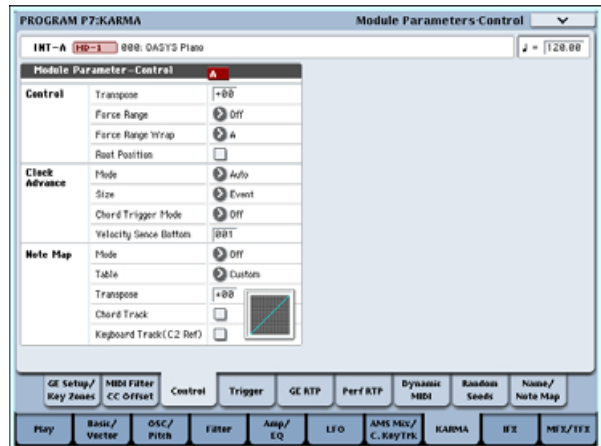 PROGRAM P7:KARMA Module Parameters-Control
INT-A HD-1 000: OASYS Piano ♩ = 120.00
Module Parameter-Control A
Control Transpose +00
Force Range Off
Force Range Wrap A
Root Position
Clock Advance Mode Auto
Size Event
Chord Trigger Mode Off
Velocity Sence Bottom 001
Note Map Mode Off
Table Custom
Transpose +00
Chord Track
Keyboard Track(C2 Ref)
GE Setup/ Key Zones MIDI Filter CC Offset Control Trigger GE RTP Perf RTP Dynamic MIDI Random Seeds Name/ Note Map
Play Basic/ Vector OSC/ Pitch Filter Amp/ EQ LFO AMS Mix/ C.KeyTrk KARMA IFX MFX/TFX